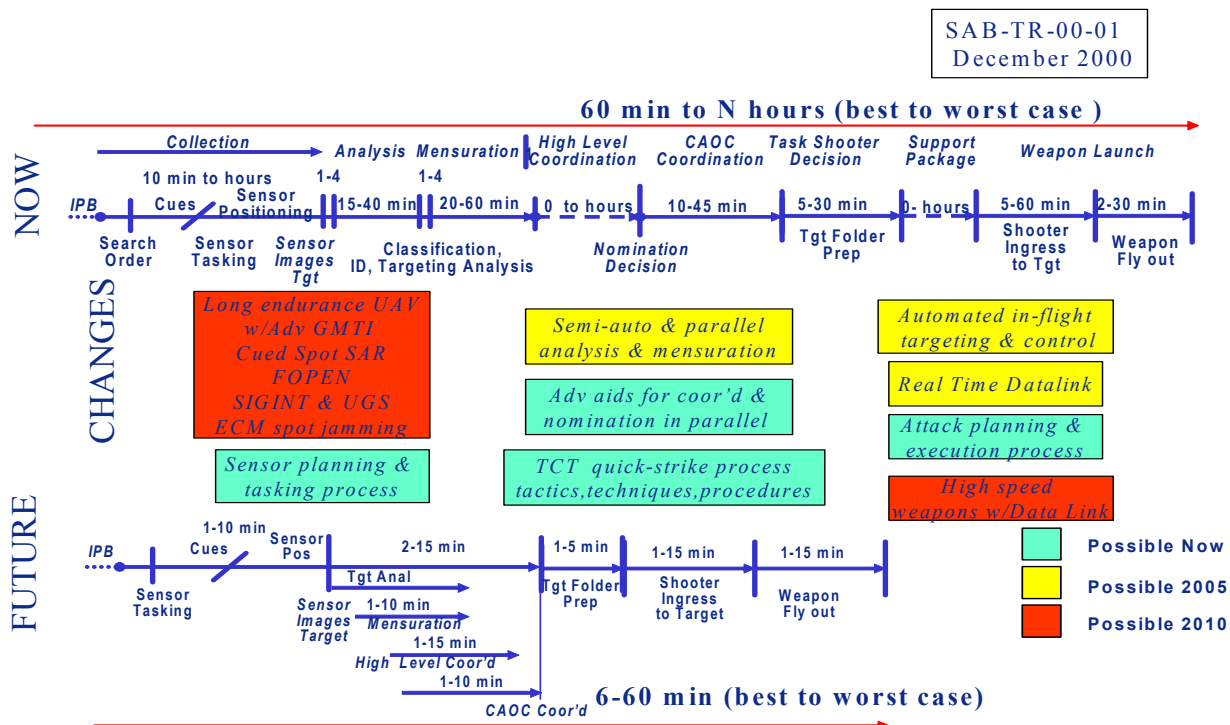 SAB-TR-00-01
December 2000
60 min to N hours (best to worst case )
NOW
Collection
Analysis Mensuration
High Level
Coordination
CAOC
Coordination
Task Shooter
Decision
Support
Package
Weapon Launch
IPB
10 min to hours
Cues
Sensor
Positioning
1-4
15-40 min
1-4
20-60 min
0 to hours
10-45 min
5-30 min
0- hours
5-60 min
2-30 min
Search
Order
Sensor
Tasking
Sensor
Images
Tgt
Classification,
ID, Targeting Analysis
Nomination
Decision
Tgt Folder
Prep
Shooter
Ingress
to Tgt
Weapon
Fly out
CHANGES
Long endurance UAV
w/Adv GMTI
Cued Spot SAR
FOPEN
SIGINT & UGS
ECM spot jamming
Sensor planning &
tasking process
Semi-auto & parallel
analysis & mensuration
Adv aids for coor'd &
nomination in parallel
TCT quick-strike process
tactics,techniques,procedures
Automated in-flight
targeting & control
Real Time Datalink
Attack planning &
execution process
High speed
weapons w/Data Link
Possible Now
Possible 2005
Possible 2010
FUTURE
IPB
1-10 min
Cues
Sensor
Pos
2-15 min
1-5 min
1-15 min
1-15 min
Sensor
Tasking
Tgt Anal
Sensor
Images
Target
1-10 min
Mensuration
1-15 min
High Level Coor'd
1-10 min
CAOC Coor'd
Tgt Folder
Prep
Shooter
Ingress
to Target
Weapon
Fly out
6-60 min (best to worst case)